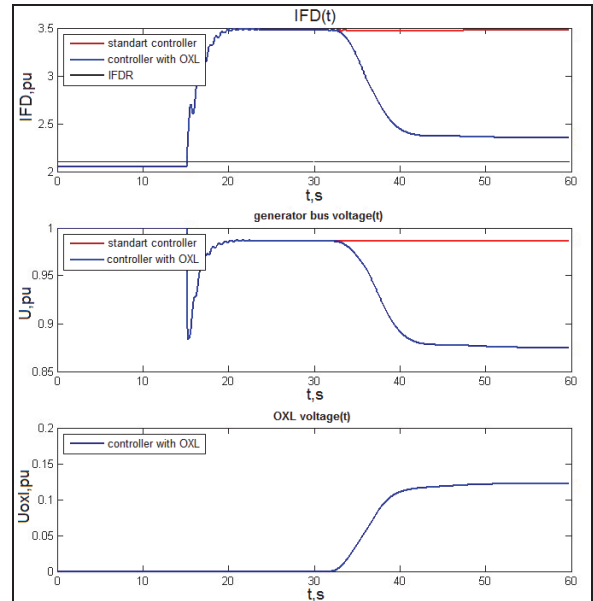 IFD(t)
IFD,pu
3.5
3
2.5
2
standart controller
controller with OXL
IFDR
0 10 20 30 40 50 60
t,s
generator bus voltage(t)
U,pu
1
0.95
0.9
0.85
standart controller
controller with OXL
0 10 20 30 40 50 60
t,s
OXL voltage(t)
Uoxl,pu
0.2
0.15
0.1
0.05
0
controller with OXL
0 10 20 30 40 50 60
t,s